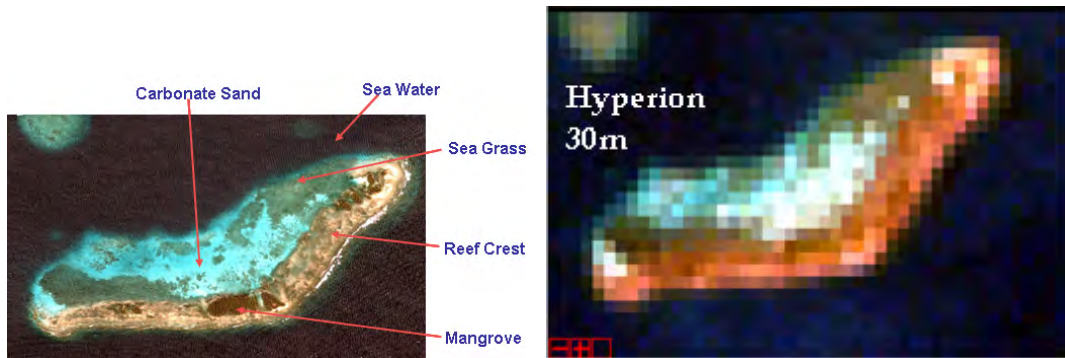 Carbonate Sand
Sea Water
Sea Grass
Reef Crest
Mangrove
Hyperion
30m